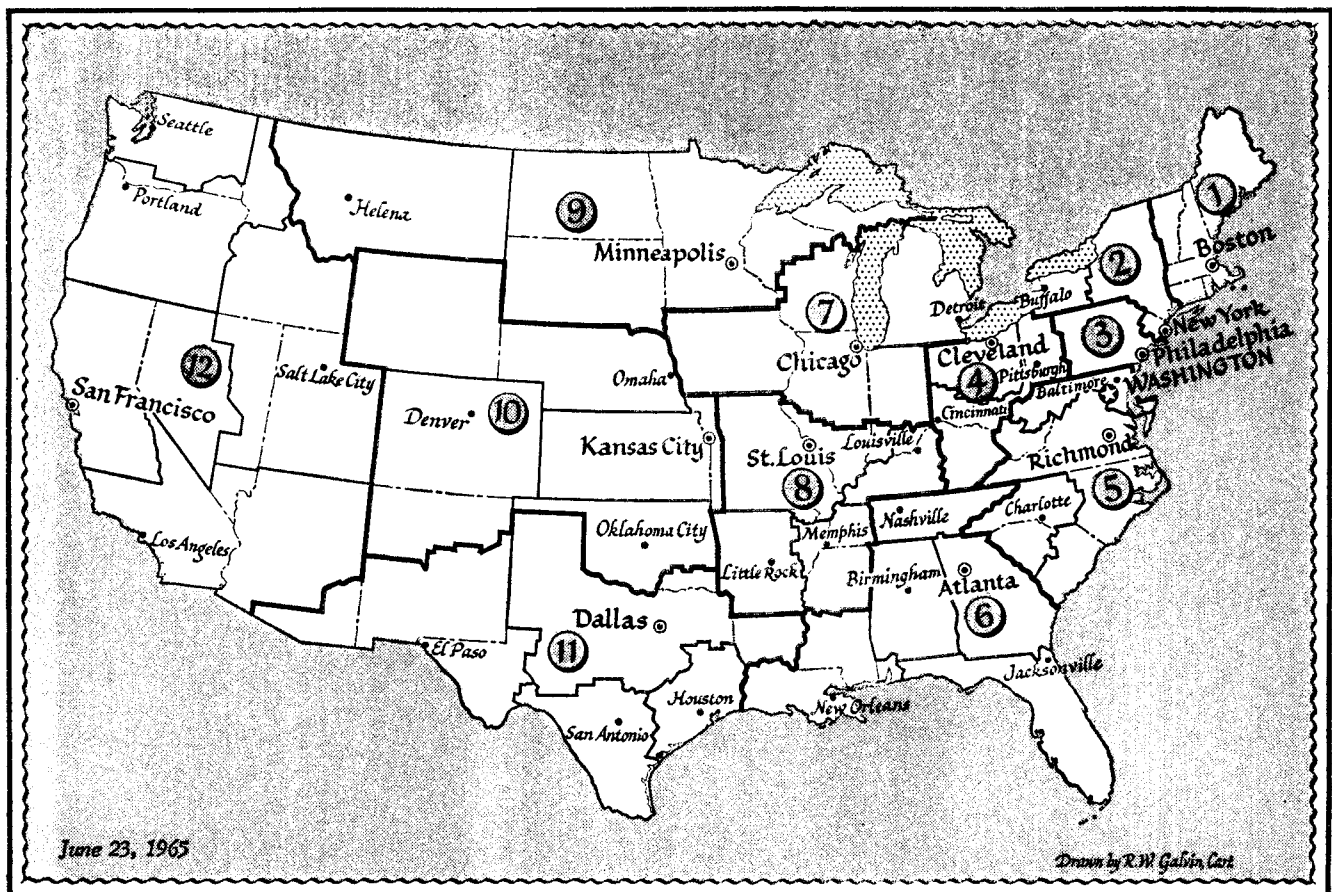 Seattle
Portland
Helena
9
Minneapolis
1
Boston
2
Buffalo
Detroit
7
Chicago
Cleveland
4
Pittsburgh
3
New York
Philadelphia
WASHINGTON
Baltimore
Cincinnati
12
Salt Lake City
San Francisco
Omaha
Denver
10
Kansas City
St. Louis
8
Louisville
Richmond
5
Los Angeles
Oklahoma City
Little Rock
Memphis
Nashville
Charlotte
Birmingham
Atlanta
6
Dallas
11
El Paso
Houston
San Antonio
New Orleans
Jacksonville
June 23, 1965
Drawn by R.W. Galvin Cart